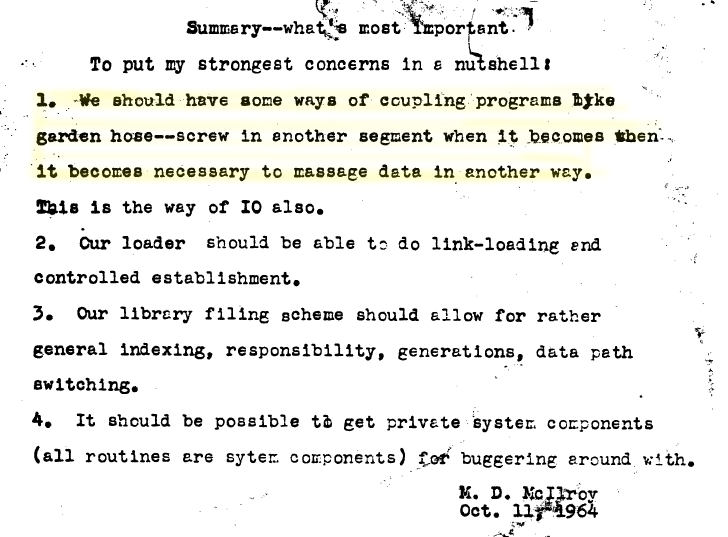 Summary--what's most important.
To put my strongest concerns in a nutshell:
1. We should have some ways of coupling programs like
garden hose--screw in another segment when it becomes when
it becomes necessary to massage data in another way.
This is the way of IO also.
2. Our loader should be able to do link-loading and
controlled establishment.
3. Our library filing scheme should allow for rather
general indexing, responsibility, generations, data path
switching.
4. It should be possible to get private system components
(all routines are sytem components) for buggering around with.
M. D. McIlroy
Oct. 11, 1964